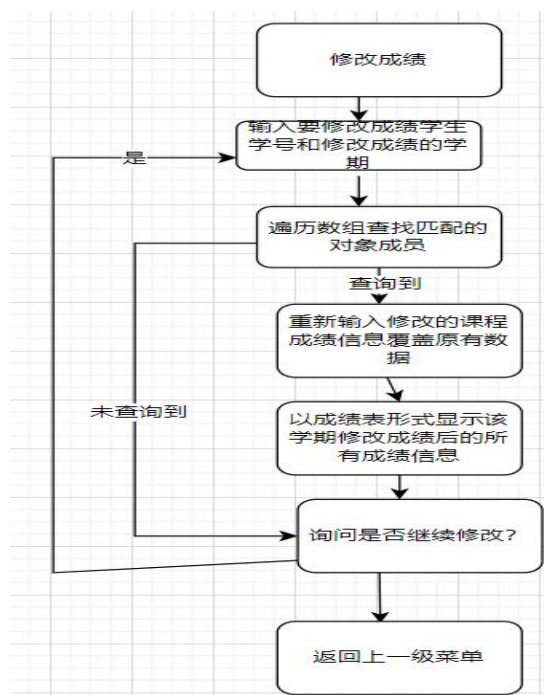 修改成绩
输入要修改成绩学生
学号和修改成绩的学
期
是
遍历数组查找匹配的
对象成员
查询到
重新输入修改的课程
成绩信息覆盖原有数
据
未查询到
以成绩表形式显示该
学期修改成绩后的所
有成绩信息
询问是否继续修改?
返回上一级菜单